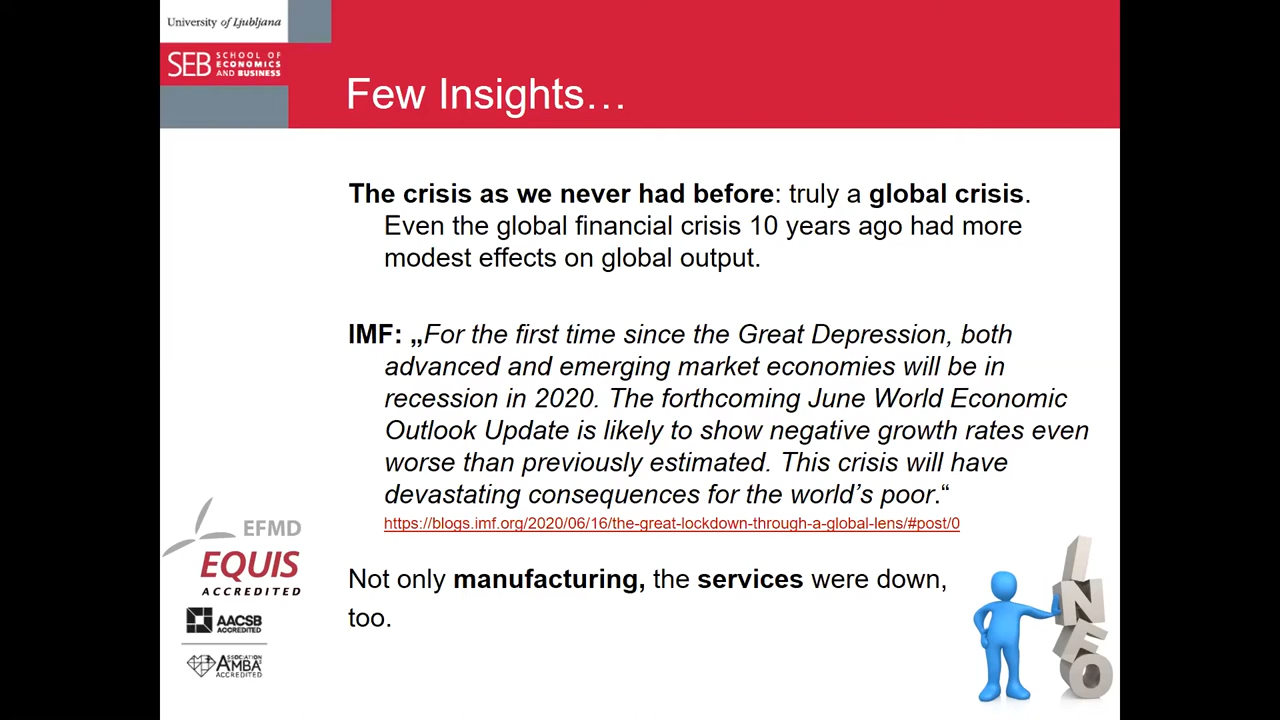 University of Ljubljana
SEB SCHOOL OF
ECONOMICS
AND BUSINESS
Few Insights…
The crisis as we never had before: truly a global crisis.
Even the global financial crisis 10 years ago had more
modest effects on global output.
IMF: „For the first time since the Great Depression, both
advanced and emerging market economies will be in
recession in 2020. The forthcoming June World Economic
Outlook Update is likely to show negative growth rates even
worse than previously estimated. This crisis will have
devastating consequences for the world’s poor.“
https://blogs.imf.org/2020/06/16/the-great-lockdown-through-a-global-lens/#post/0
Not only manufacturing, the services were down,
too.
EFMD
EQUIS
ACCREDITED
AACSB
ACCREDITED
ASSOCIATION
AMBA
ACCREDITED
INFO